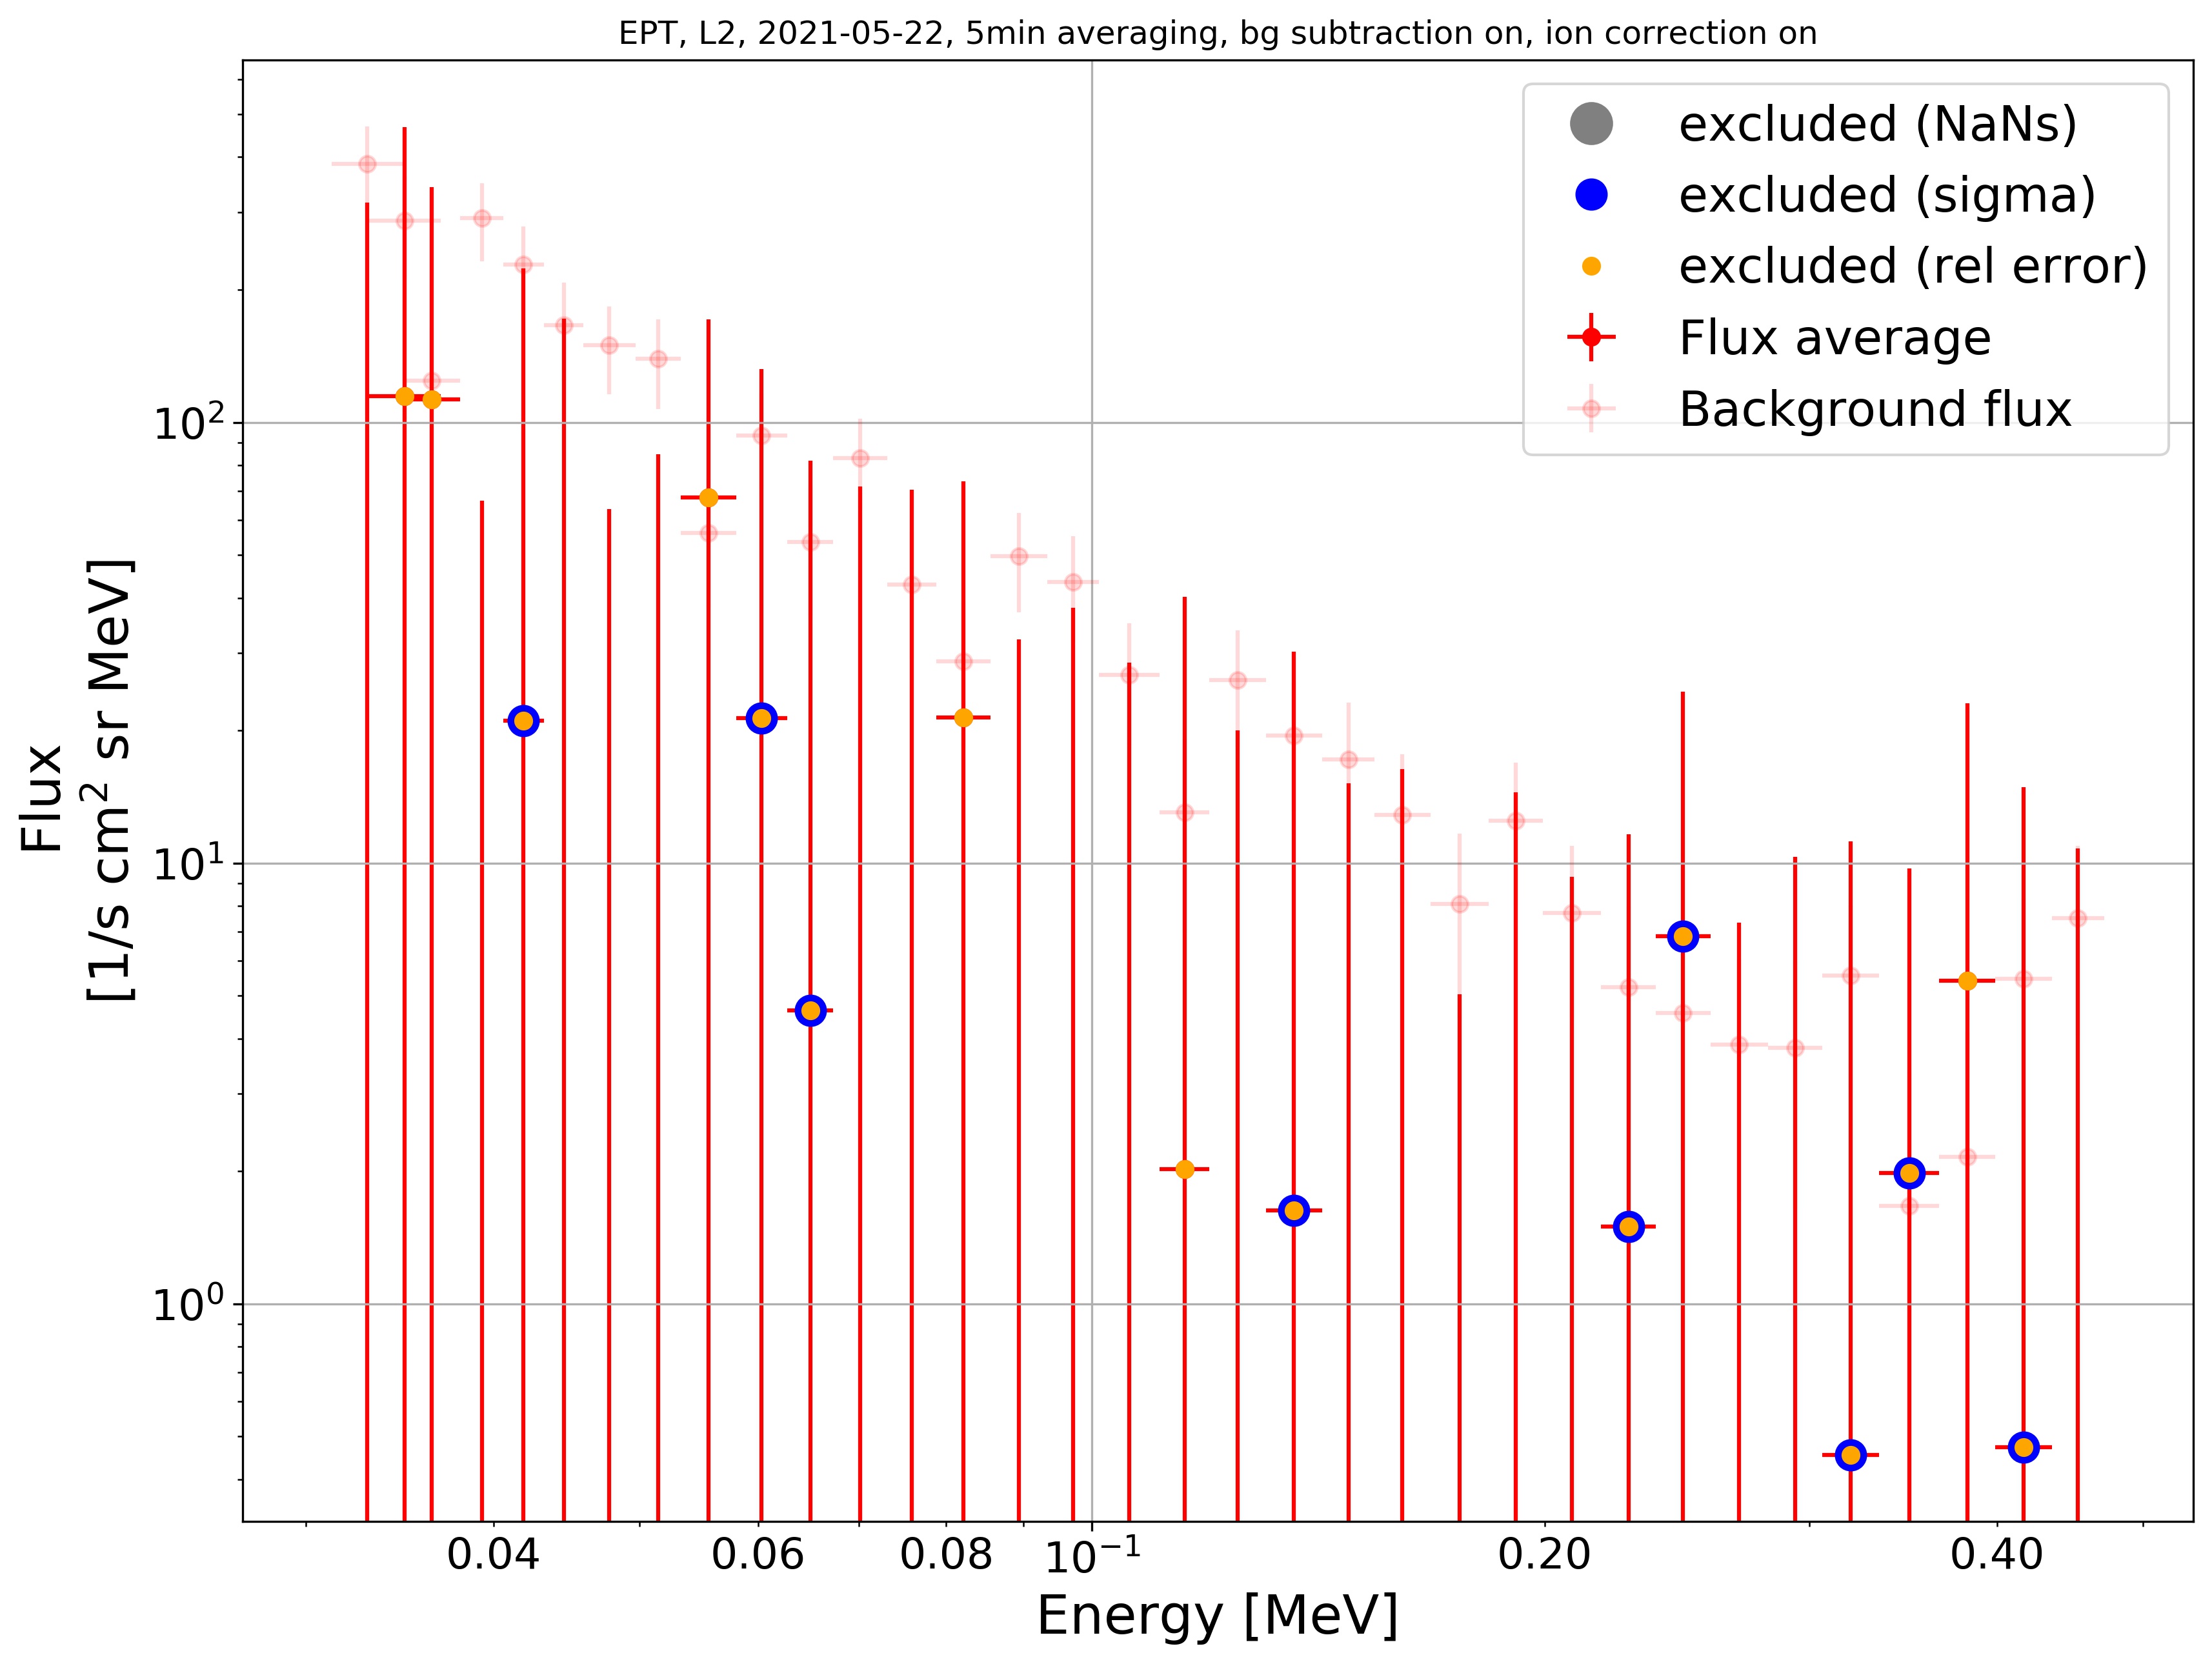 EPT, L2, 2021-05-22, 5min averaging, bg subtraction on, ion correction on
excluded (NaNs)
excluded (sigma)
excluded (rel error)
Flux average
Background flux
Flux
[1/s cm² sr MeV]
10²
10¹
10⁰
0.04
0.06
0.08
10⁻¹
0.20
0.40
Energy [MeV]